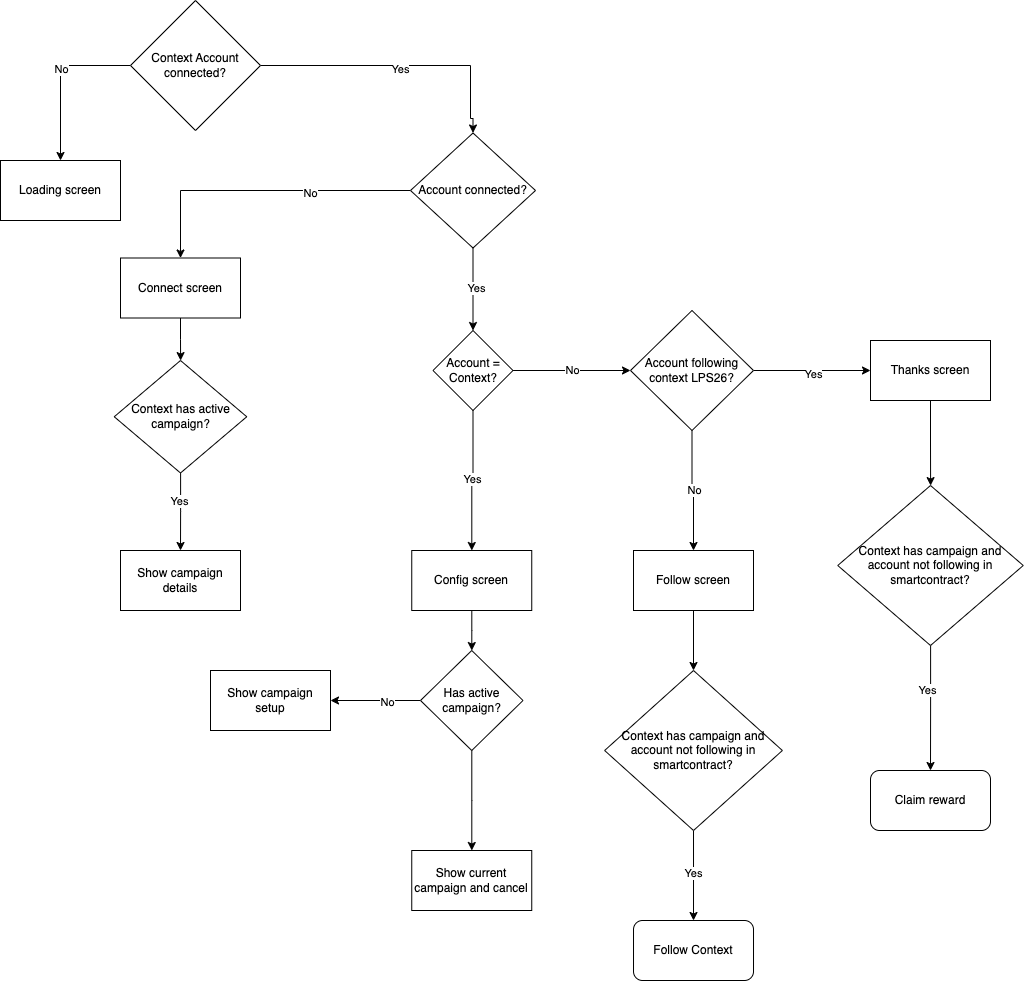 Context Account
connected?
No
Yes
Loading screen
Account connected?
No
Connect screen
Yes
Account =
Context?
No
Account following
context LPS26?
Yes
Thanks screen
Context has active
campaign?
Yes
Yes
No
Show campaign
details
Config screen
Follow screen
Context has campaign and
account not following in
smartcontract?
Show campaign
setup
No
Has active
campaign?
Context has campaign and
account not following in
smartcontract?
Yes
Claim reward
Show current
campaign and cancel
Yes
Follow Context